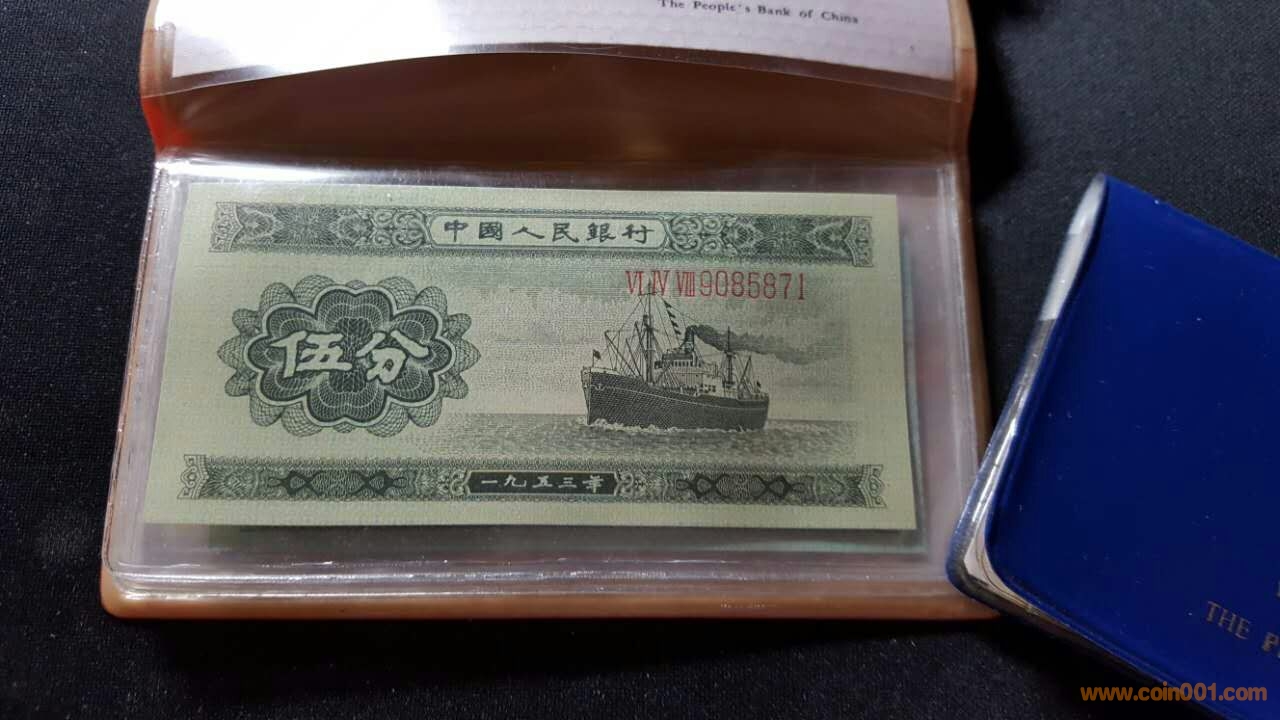 The People's Bank of China
中國人民銀行
VI IV VIII 9085871
伍分
一九五三年
THE P
www.coin001.com